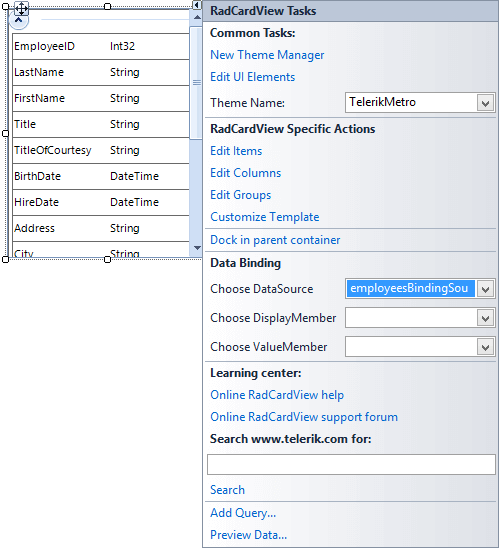 RadCardView Tasks
Common Tasks:
New Theme Manager
Edit UI Elements
Theme Name: TelerikMetro
RadCardView Specific Actions
Edit Items
Edit Columns
Edit Groups
Customize Template
Dock in parent container
Data Binding
Choose DataSource employeesBindingSou
Choose DisplayMember
Choose ValueMember
Learning center:
Online RadCardView help
Online RadCardView support forum
Search www.telerik.com for:
Search
Add Query...
Preview Data...
EmployeeID Int32
LastName String
FirstName String
Title String
TitleOfCourtesy String
BirthDate DateTime
HireDate DateTime
Address String
City String